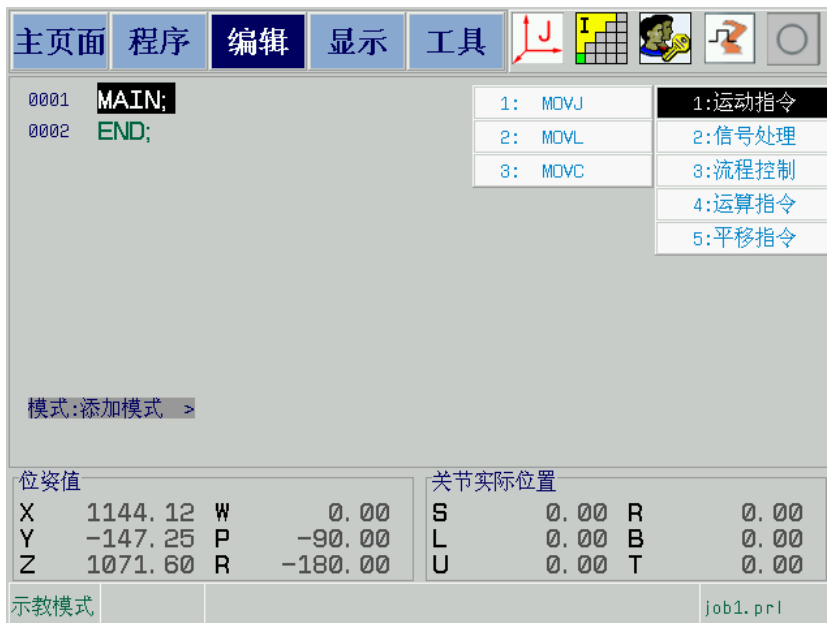 主页面 程序 编辑 显示 工具 J I
0001 MAIN;
0002 END;
1: MOVJ
2: MOVL
3: MOVC
1:运动指令
2:信号处理
3:流程控制
4:运算指令
5:平移指令
模式:添加模式 >
位姿值
X 1144.12 W 0.00
Y -147.25 P -90.00
Z 1071.60 R -180.00
关节实际位置
S 0.00 R 0.00
L 0.00 B 0.00
U 0.00 T 0.00
示教模式
job1.prl